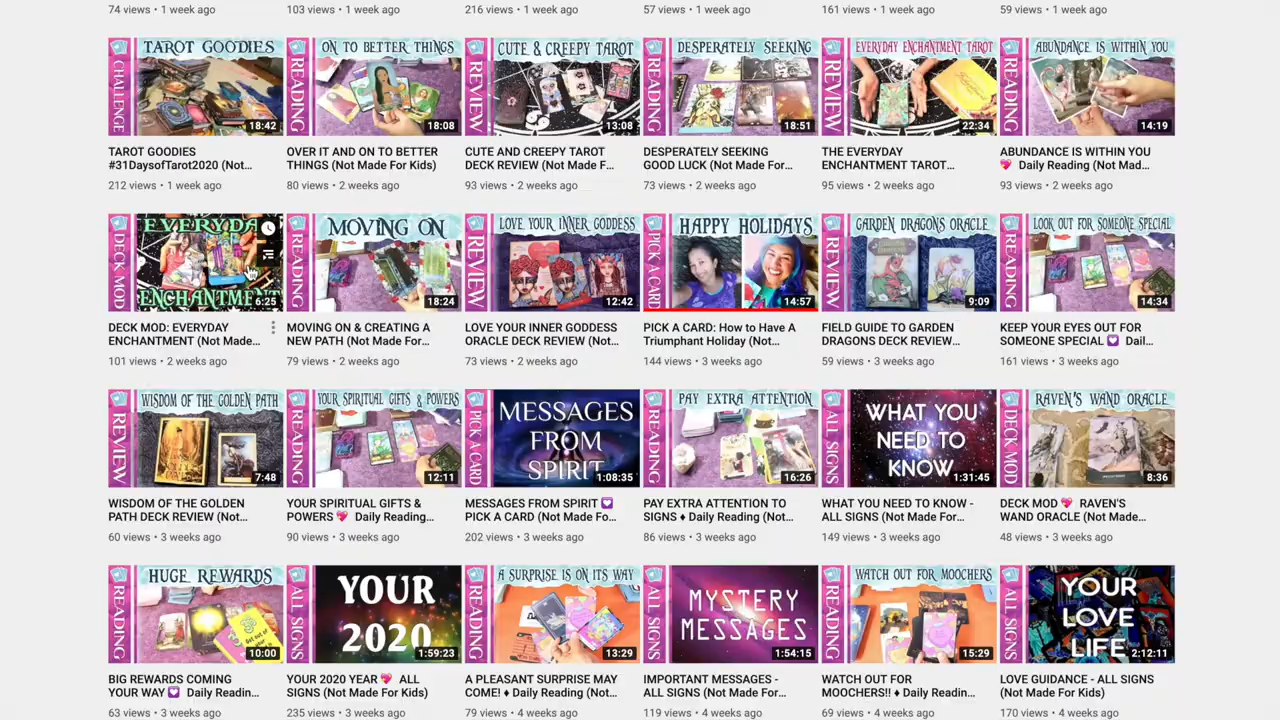 74 views • 1 week ago
103 views • 1 week ago
216 views • 1 week ago
57 views • 1 week ago
161 views • 1 week ago
59 views • 1 week ago
CHALLENGE
TAROT GOODIES
18:42
READING
ON TO BETTER THINGS
18:08
REVIEW
CUTE & CREEPY TAROT
13:08
READING
DESPERATELY SEEKING
18:51
REVIEW
EVERYDAY ENCHANTMENT TAROT
22:34
READING
ABUNDANCE IS WITHIN YOU
14:19
TAROT GOODIES
#31DaysofTarot2020 (Not...
212 views • 1 week ago
OVER IT AND ON TO BETTER
THINGS (Not Made For Kids)
80 views • 2 weeks ago
CUTE AND CREEPY TAROT
DECK REVIEW (Not Made F...
93 views • 2 weeks ago
DESPERATELY SEEKING
GOOD LUCK (Not Made For...
73 views • 2 weeks ago
THE EVERYDAY
ENCHANTMENT TAROT...
95 views • 2 weeks ago
ABUNDANCE IS WITHIN YOU
💖 Daily Reading (Not Mad...
93 views • 2 weeks ago
DECK MOD
EVERYDA
ENCHANTMENT
6:25
READING
MOVING ON
18:24
REVIEW
LOVE YOUR INNER GODDESS
12:42
PICK A CARD
HAPPY HOLIDAYS
14:57
REVIEW
GARDEN DRAGONS ORACLE
9:09
READING
LOOK OUT FOR SOMEONE SPECIAL
14:34
DECK MOD: EVERYDAY
ENCHANTMENT (Not Made...
101 views • 2 weeks ago
MOVING ON & CREATING A
NEW PATH (Not Made For...
79 views • 2 weeks ago
LOVE YOUR INNER GODDESS
ORACLE DECK REVIEW (Not...
73 views • 2 weeks ago
PICK A CARD: How to Have A
Triumphant Holiday (Not...
144 views • 3 weeks ago
FIELD GUIDE TO GARDEN
DRAGONS DECK REVIEW...
59 views • 3 weeks ago
KEEP YOUR EYES OUT FOR
SOMEONE SPECIAL 💟 Dail...
161 views • 3 weeks ago
REVIEW
WISDOM OF THE GOLDEN PATH
7:48
READING
YOUR SPIRITUAL GIFTS & POWERS
12:11
PICK A CARD
MESSAGES
FROM
SPIRIT
1:08:35
READING
PAY EXTRA ATTENTION
16:26
ALL SIGNS
WHAT YOU
NEED TO
KNOW
1:31:45
DECK MOD
RAVEN'S WAND ORACLE
8:36
WISDOM OF THE GOLDEN
PATH DECK REVIEW (Not...
60 views • 3 weeks ago
YOUR SPIRITUAL GIFTS &
POWERS 💖 Daily Reading...
90 views • 3 weeks ago
MESSAGES FROM SPIRIT 💟
PICK A CARD (Not Made Fo...
202 views • 3 weeks ago
PAY EXTRA ATTENTION TO
SIGNS ♦ Daily Reading (Not...
86 views • 3 weeks ago
WHAT YOU NEED TO KNOW -
ALL SIGNS (Not Made For...
149 views • 3 weeks ago
DECK MOD 💖 RAVEN'S
WAND ORACLE (Not Made...
48 views • 3 weeks ago
READING
HUGE REWARDS
10:00
ALL SIGNS
YOUR
2020
1:59:23
READING
A SURPRISE IS ON ITS WAY
13:29
ALL SIGNS
MYSTERY
MESSAGES
1:54:15
READING
WATCH OUT FOR MOOCHERS
15:29
ALL SIGNS
YOUR
LOVE
LIFE
2:12:11
BIG REWARDS COMING
YOUR WAY 💟 Daily Readin...
63 views • 3 weeks ago
YOUR 2020 YEAR 💖 ALL
SIGNS (Not Made For Kids)
235 views • 3 weeks ago
A PLEASANT SURPRISE MAY
COME! ♦ Daily Reading (Not...
79 views • 4 weeks ago
IMPORTANT MESSAGES -
ALL SIGNS (Not Made For...
119 views • 4 weeks ago
WATCH OUT FOR
MOOCHERS!! ♦ Daily Readin...
69 views • 4 weeks ago
LOVE GUIDANCE - ALL SIGNS
(Not Made For Kids)
170 views • 4 weeks ago